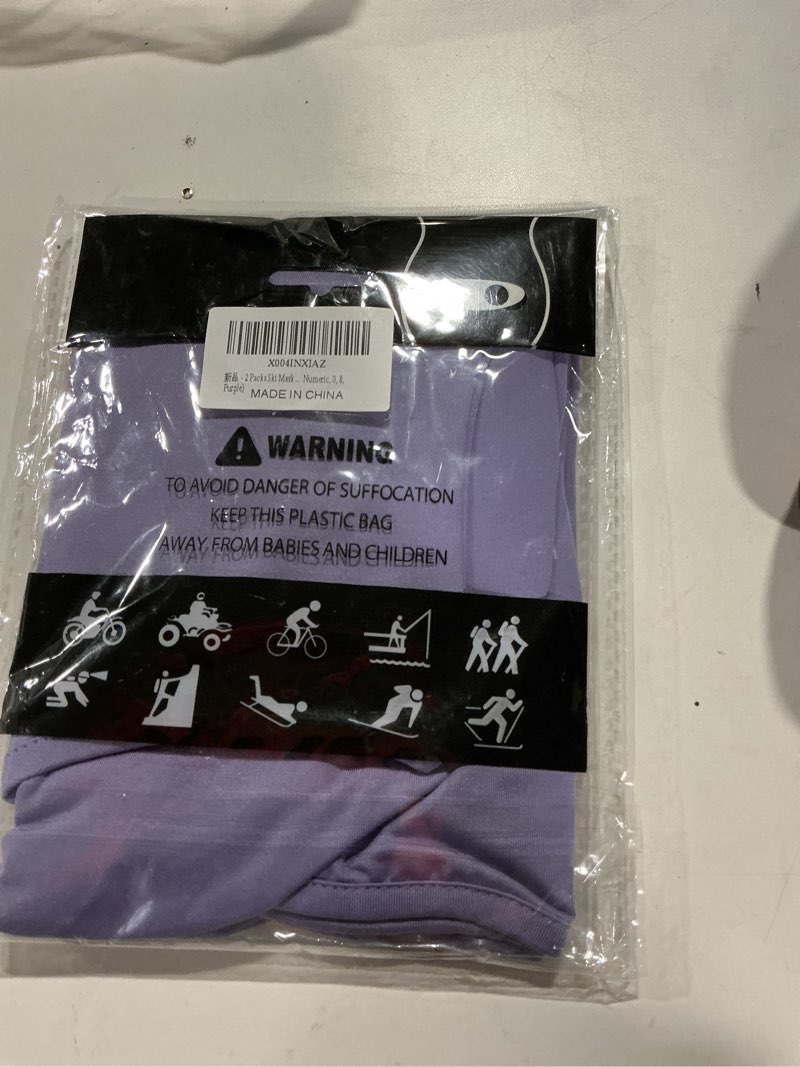 X004INXIAZ
新品 - 2 Packs Ski Mask ... Numeric, 0, 8,
Purple)
MADE IN CHINA
WARNING
TO AVOID DANGER OF SUFFOCATION
KEEP THIS PLASTIC BAG
AWAY FROM BABIES AND CHILDREN